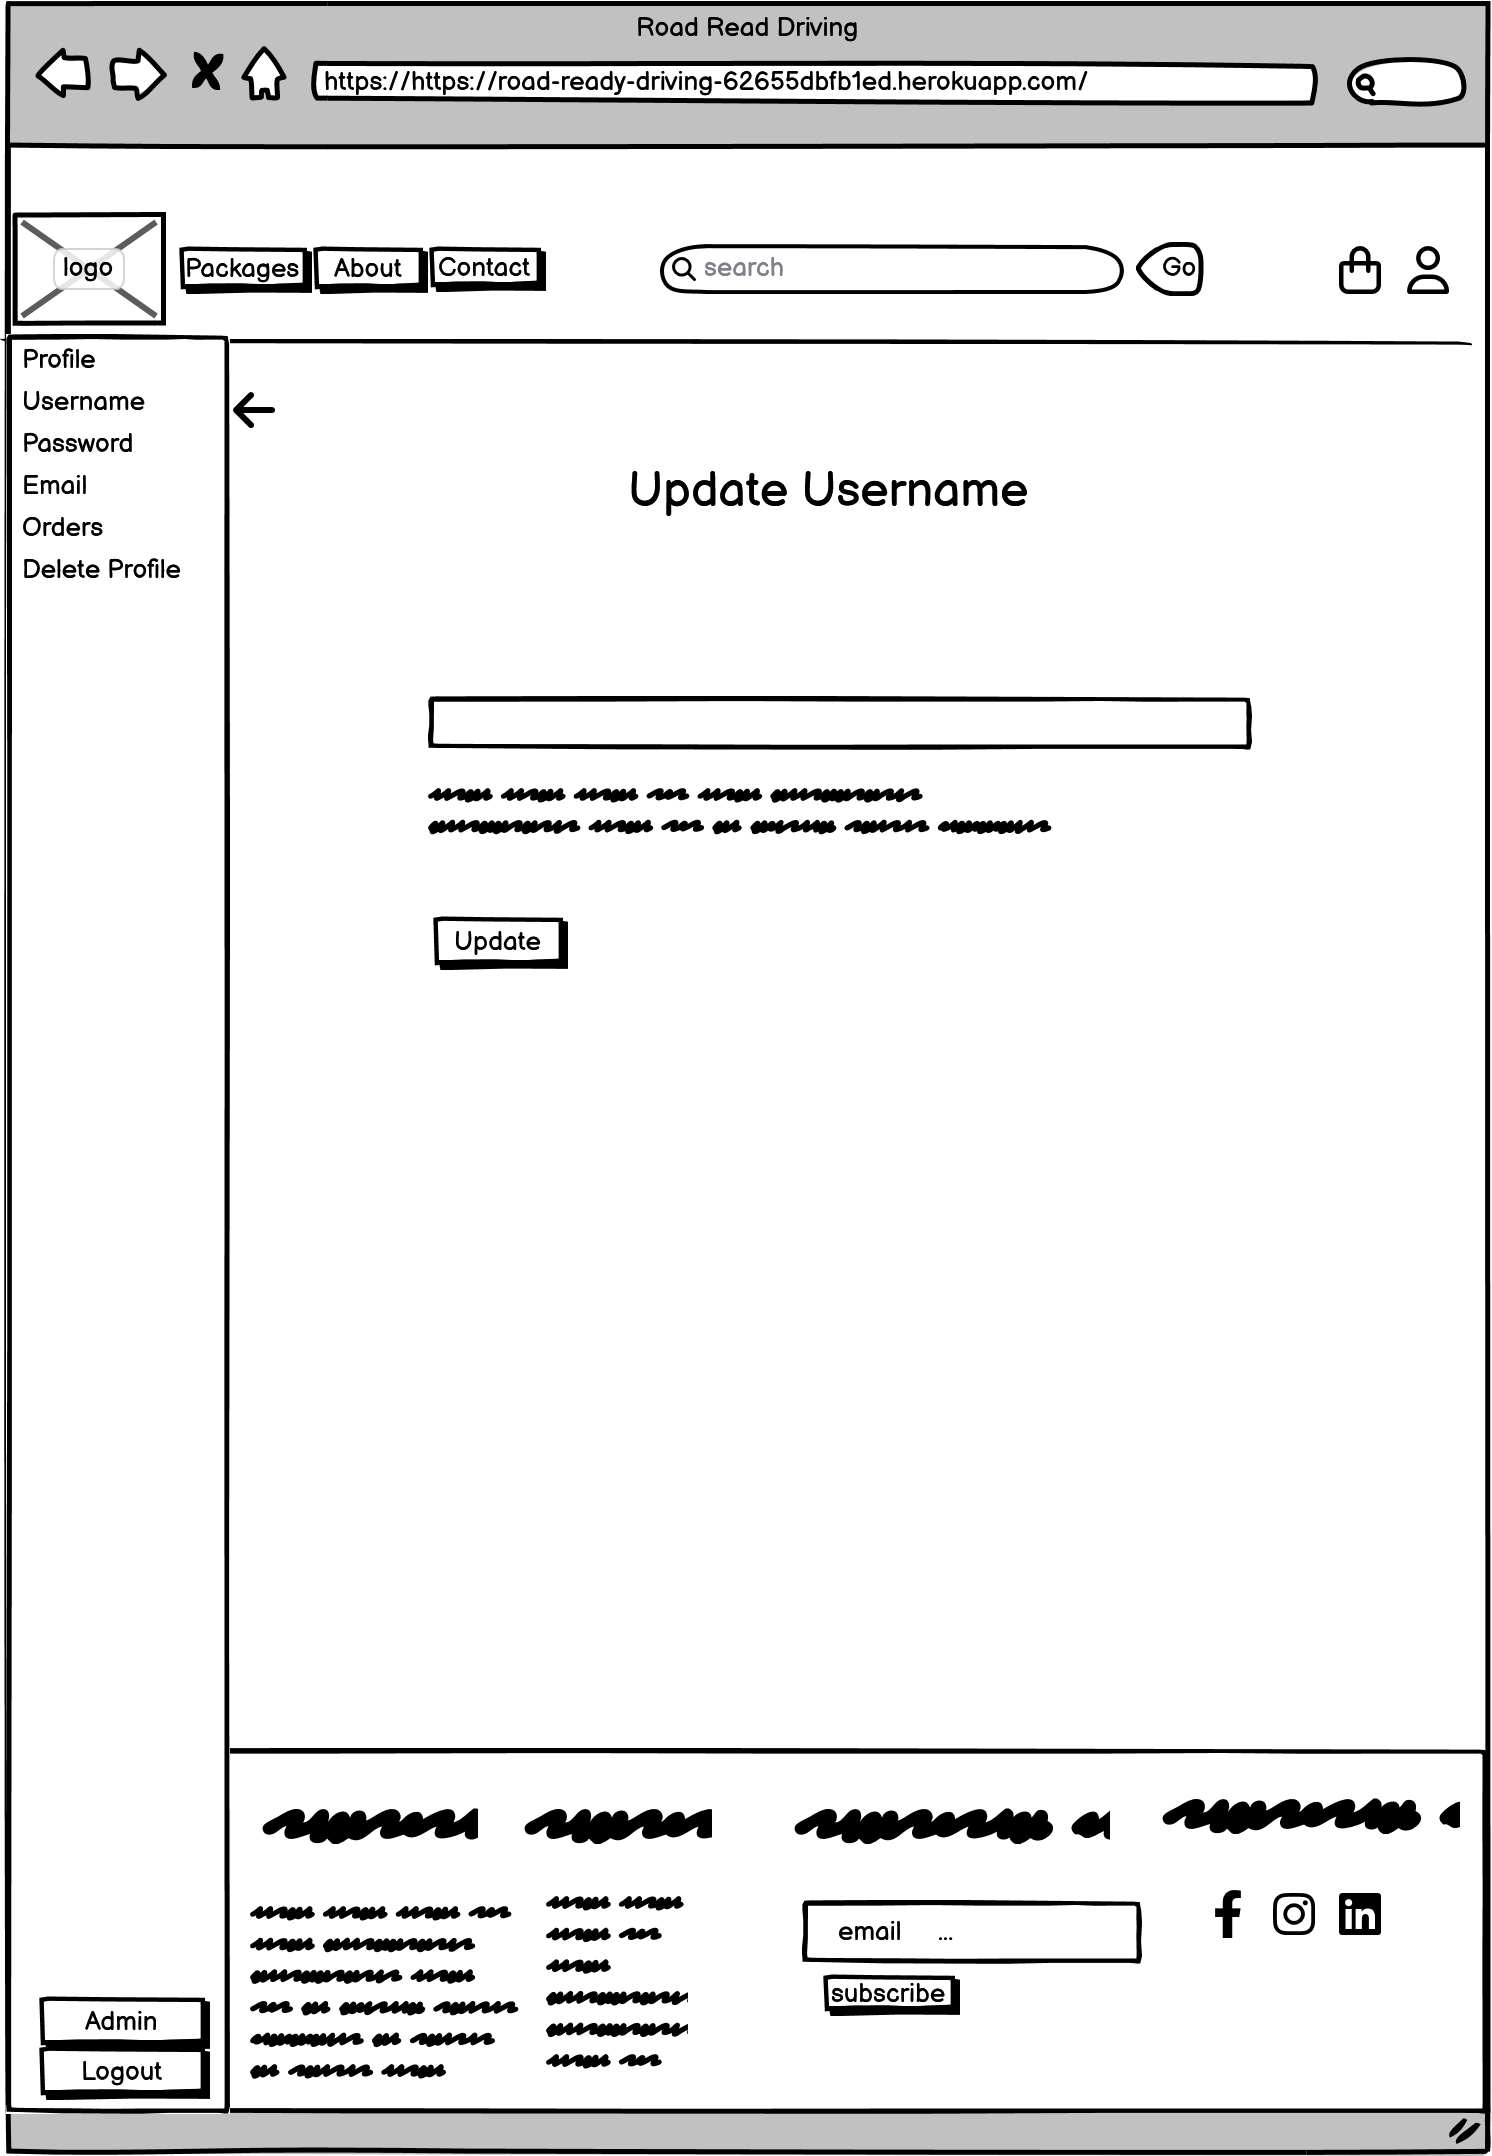 Road Read Driving
https://https://road-ready-driving-62655dbfb1ed.herokuapp.com/
logo
Packages
About
Contact
search
Go
Profile
Username
Password
Email
Orders
Delete Profile
Update Username
Update
email ...
subscribe
Admin
Logout